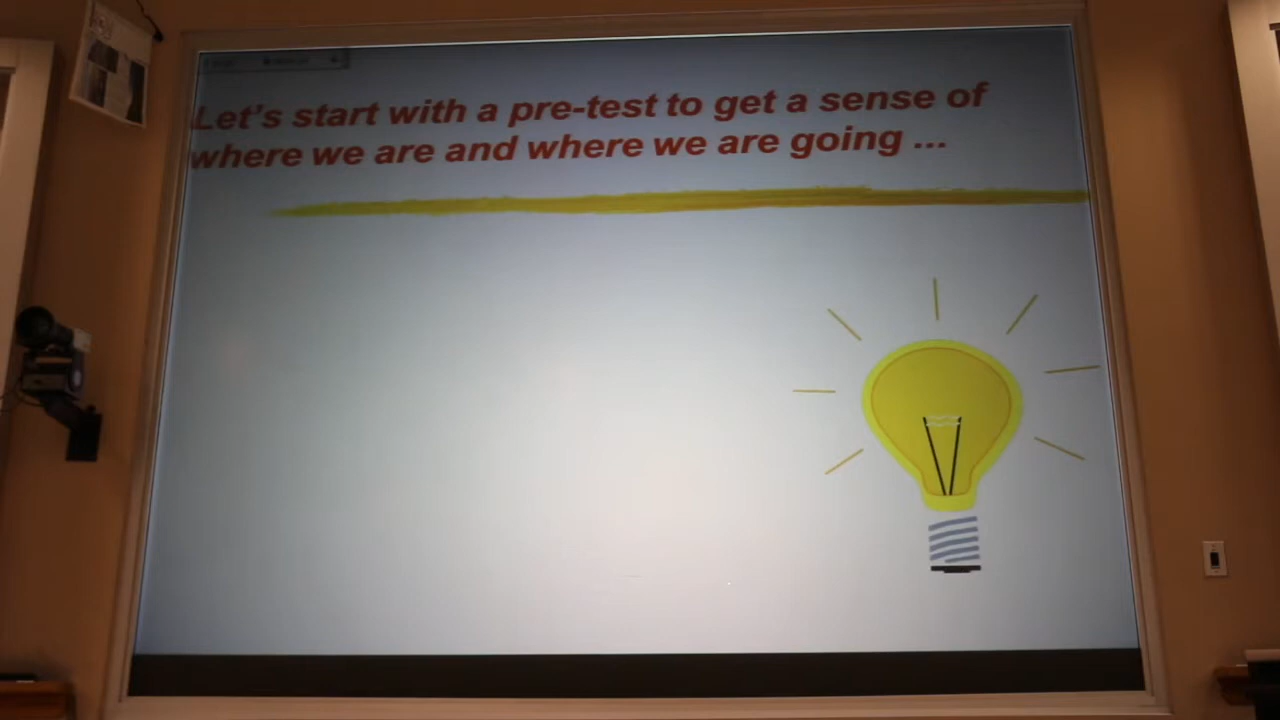 Let's start with a pre-test to get a sense of
where we are and where we are going ...